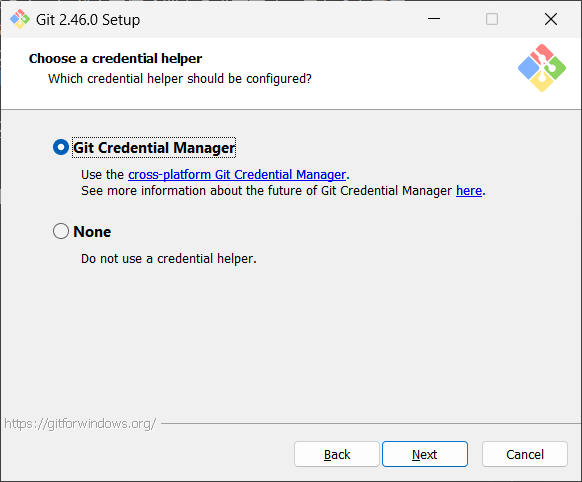 Git 2.46.0 Setup
Choose a credential helper
Which credential helper should be configured?
Git Credential Manager
Use the cross-platform Git Credential Manager.
See more information about the future of Git Credential Manager here.
None
Do not use a credential helper.
https://gitforwindows.org/
Back Next Cancel